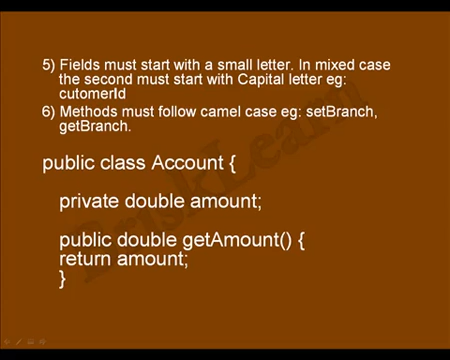 5) Fields must start with a small letter. In mixed case
the second must start with Capital letter eg:
cutomerId
6) Methods must follow camel case eg: setBranch,
getBranch.
public class Account {
private double amount;
public double getAmount() {
return amount;
}
BriskLearn